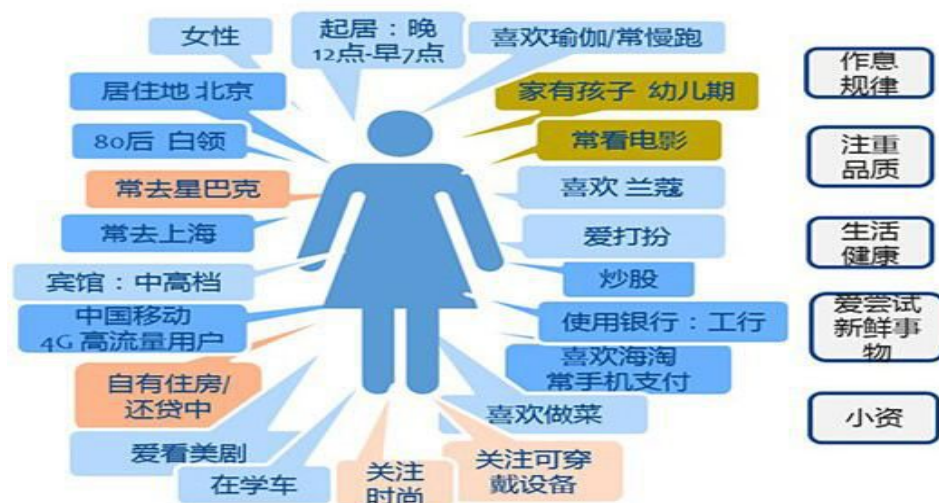 女性
起居：晚
12点-早7点
喜欢瑜伽/常慢跑
居住地 北京
家有孩子 幼儿期
80后 白领
常看电影
常去星巴克
喜欢 兰蔻
常去上海
爱打扮
宾馆：中高档
炒股
中国移动
4G 高流量用户
使用银行：工行
喜欢海淘
常手机支付
自有住房/
还贷中
喜欢做菜
爱看美剧
在学车
关注
时尚
关注可穿
戴设备
作息
规律
注重
品质
生活
健康
爱尝试
新鲜事
物
小资